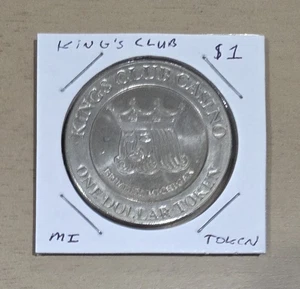 KING'S CLUB $1
KINGS CLUB CASINO
ONE DOLLAR TOKEN
MI TOKEN